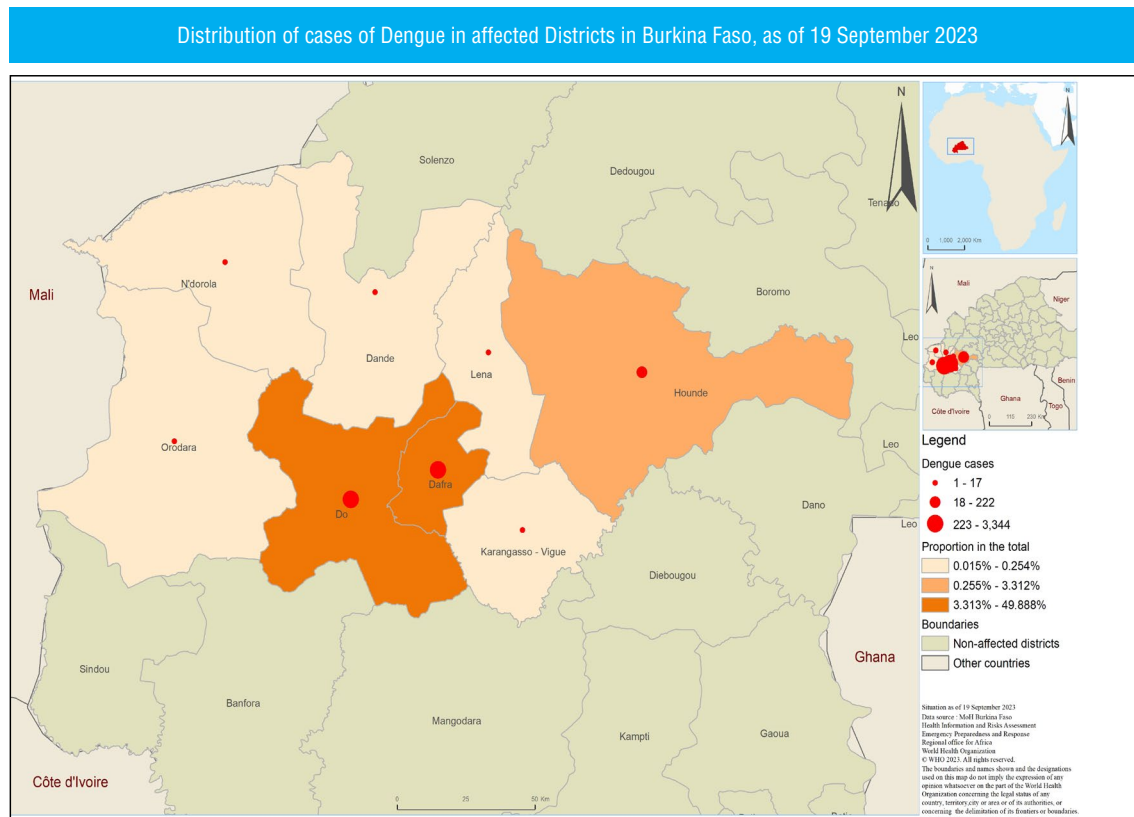 Distribution of cases of Dengue in affected Districts in Burkina Faso, as of 19 September 2023
N
Solenzo
Dedougou
Tenado
N'dorola
Mali
Boromo
Leo
Dande
Lena
Hounde
Orodara
Leo
Dafra
Do
Dano
Leo
Karangasso - Vigue
Diebougou
Ghana
Sindou
Banfora
Mangodara
Kampti
Gaoua
Côte d'Ivoire
0 25 50 Km
N
0 1,000 2,000 Km
N
Mali
Niger
Benin
Ghana
Togo
Côte d'Ivoire
0 115 230 Km
Legend
Dengue cases
1 - 17
18 - 222
223 - 3,344
Proportion in the total
0.015% - 0.254%
0.255% - 3.312%
3.313% - 49.888%
Boundaries
Non-affected districts
Other countries
Situation as of 19 September 2023
Data source : MoH Burkina Faso
Health Information and Risks Assessment
Emergency Preparedness and Response
Regional office for Africa
World Health Organization
© WHO 2023. All rights reserved.
The boundaries and names shown and the designations
used on this map do not imply the expression of any
opinion whatsoever on the part of the World Health
Organization concerning the legal status of any
country, territory,city or area or of its authorities, or
concerning the delimitation of its frontiers or boundaries.